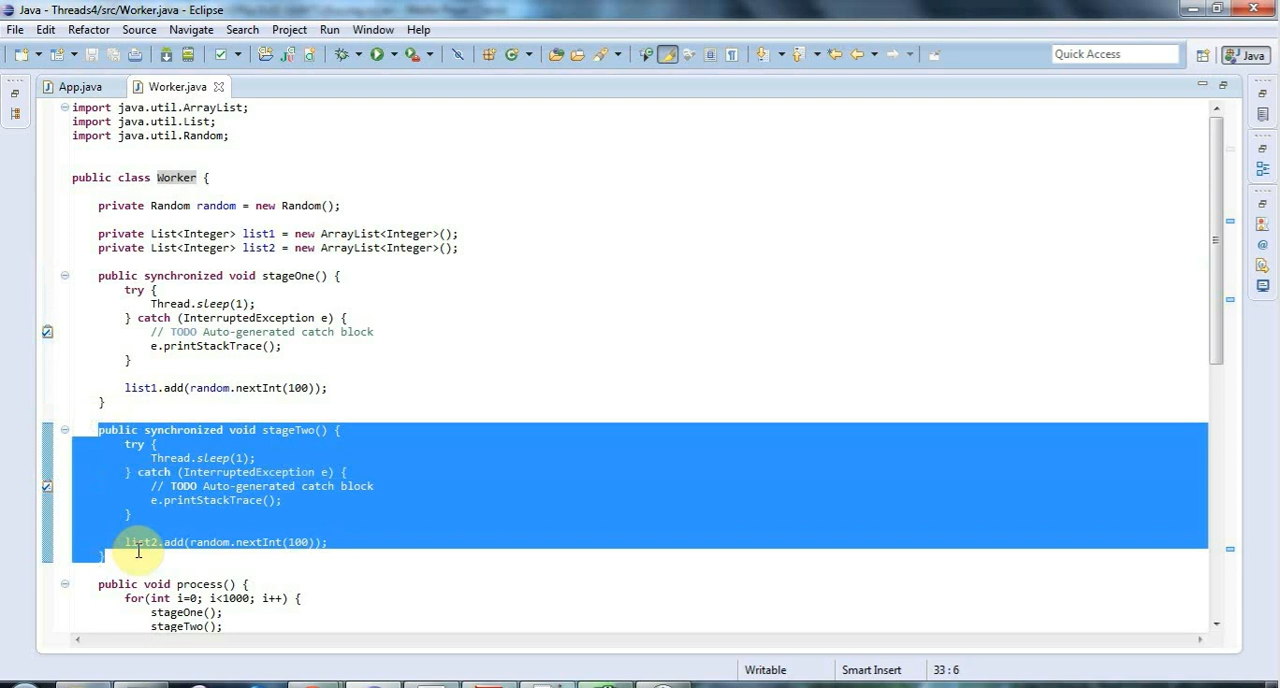 Java - Threads4/src/Worker.java - Eclipse
File Edit Refactor Source Navigate Search Project Run Window Help
Quick Access
Java
App.java
Worker.java
import java.util.ArrayList;
import java.util.List;
import java.util.Random;
public class Worker {
private Random random = new Random();
private List<Integer> list1 = new ArrayList<Integer>();
private List<Integer> list2 = new ArrayList<Integer>();
public synchronized void stageOne() {
try {
Thread.sleep(1);
} catch (InterruptedException e) {
// TODO Auto-generated catch block
e.printStackTrace();
}
list1.add(random.nextInt(100));
}
public synchronized void stageTwo() {
try {
Thread.sleep(1);
} catch (InterruptedException e) {
// TODO Auto-generated catch block
e.printStackTrace();
}
list2.add(random.nextInt(100));
}
public void process() {
for(int i=0; i<1000; i++) {
stageOne();
stageTwo();
Writable
Smart Insert
33:6